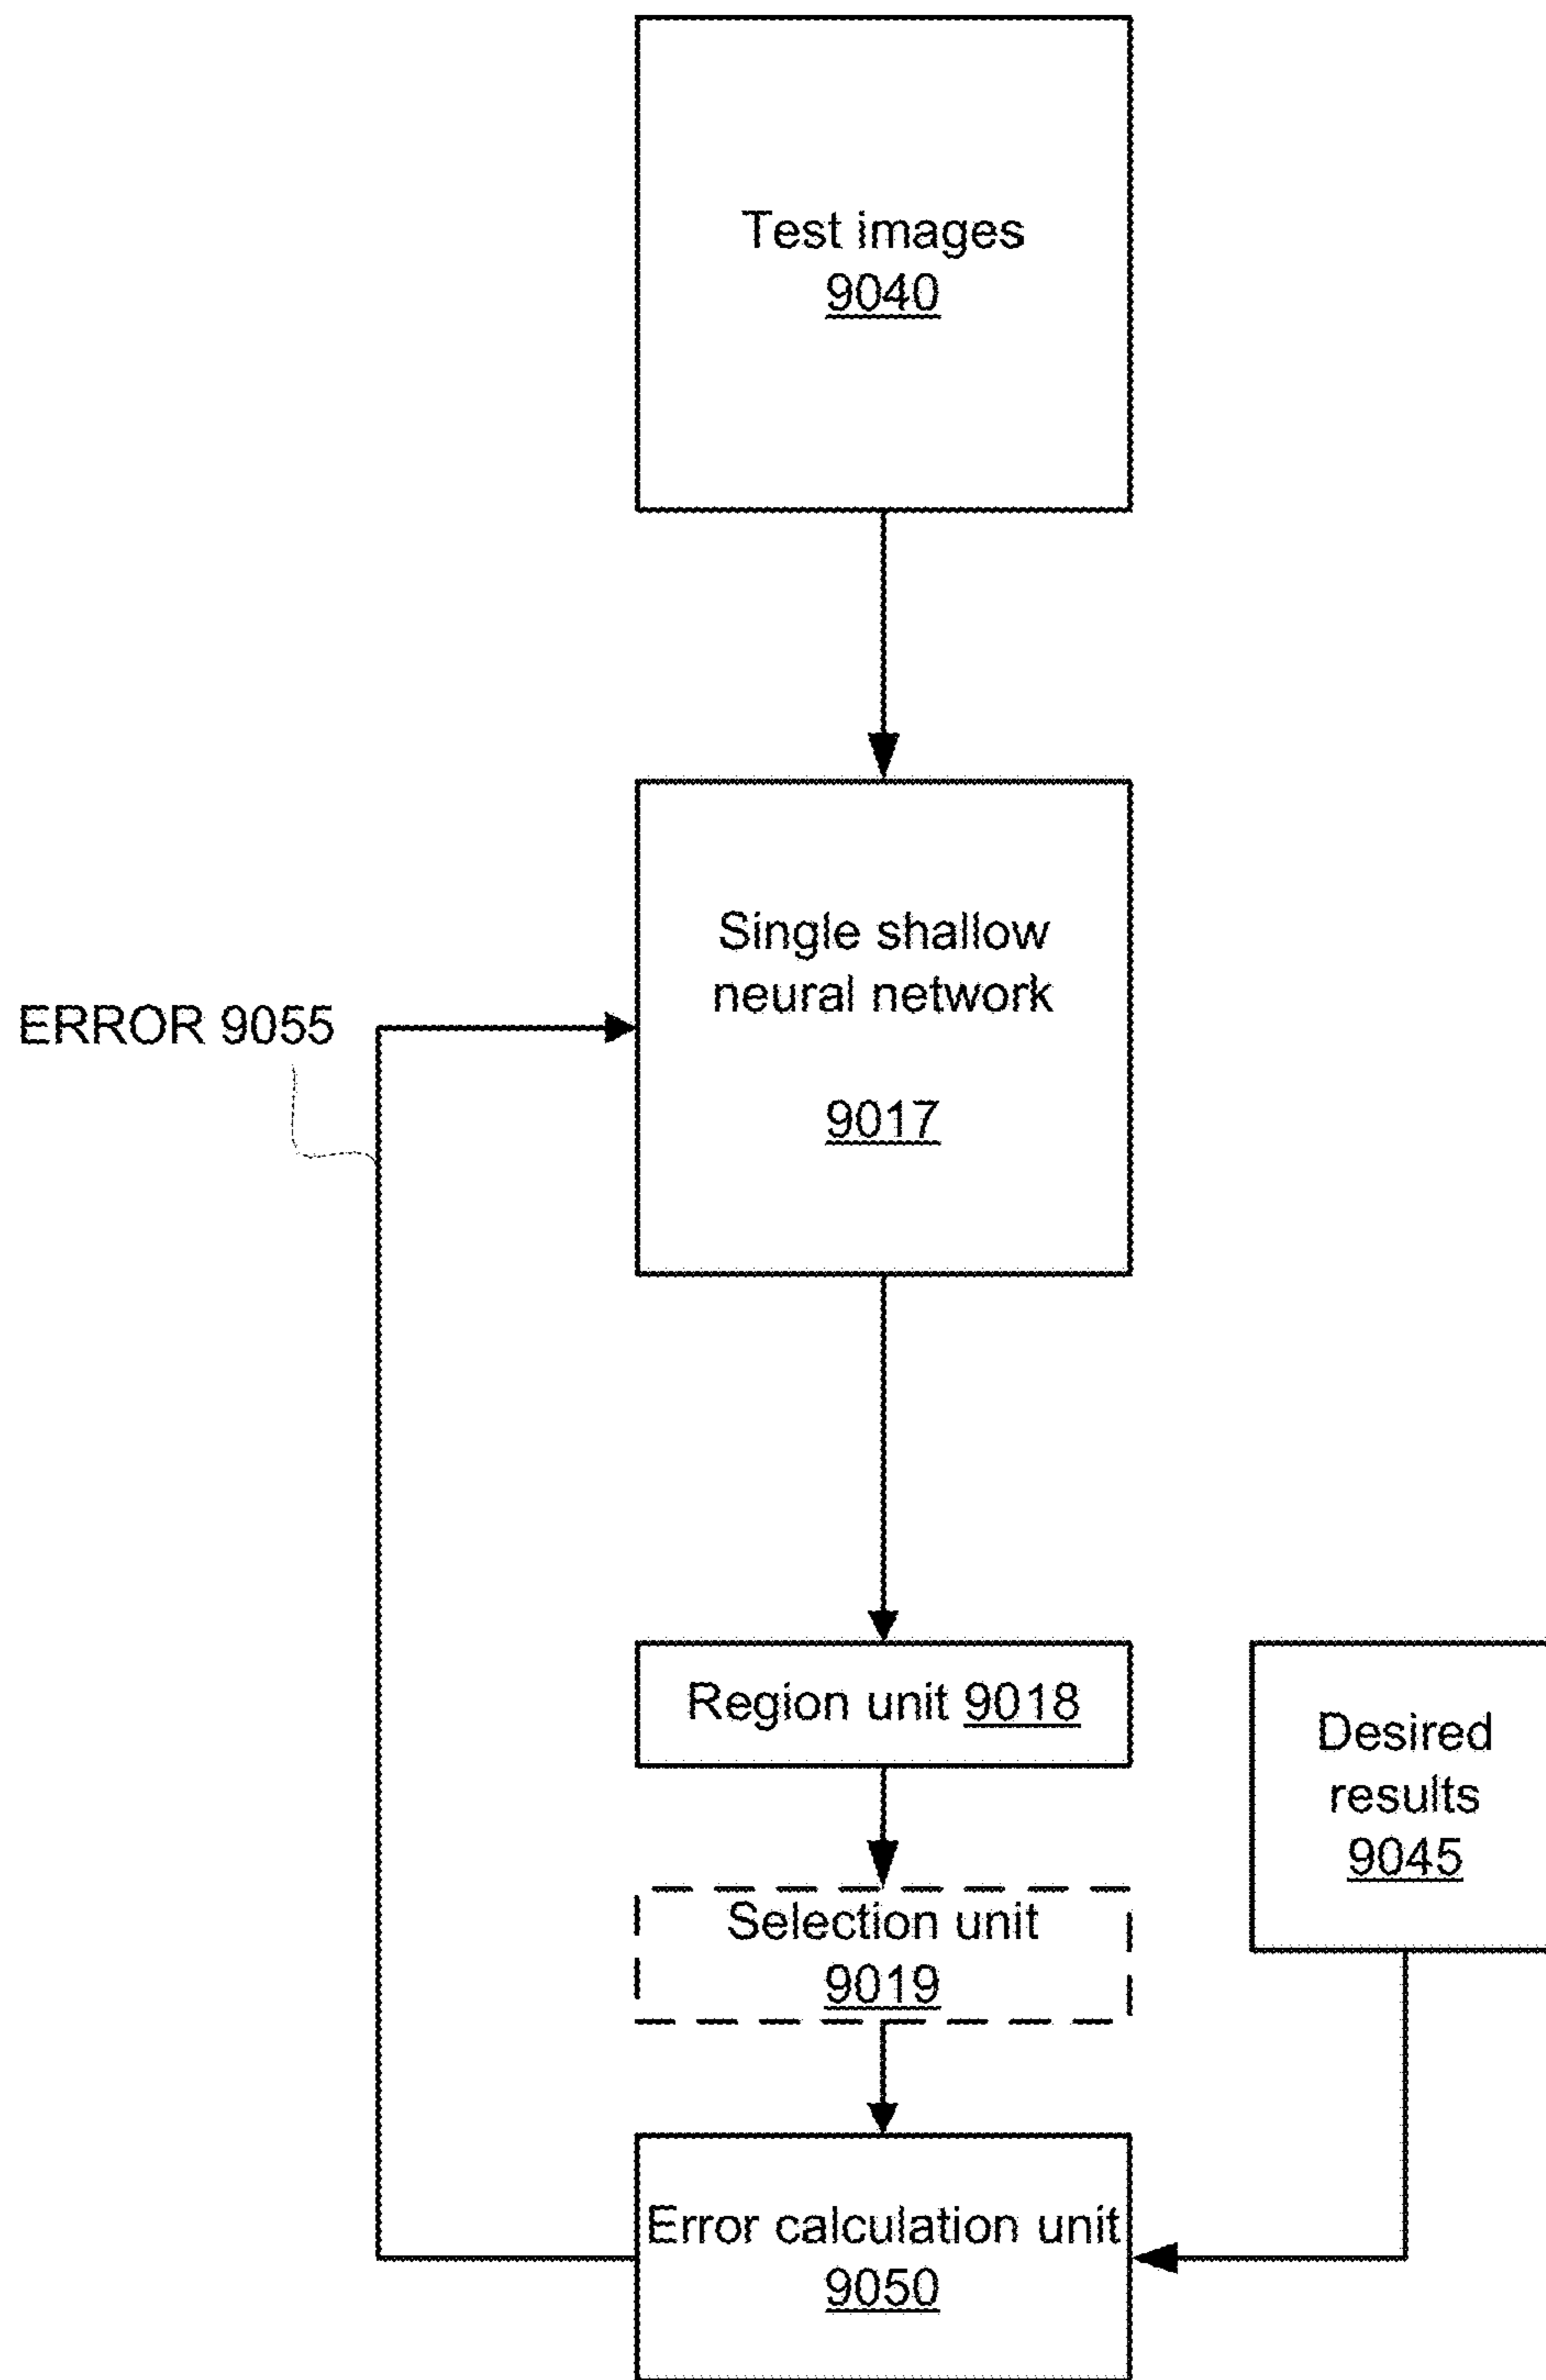 Test images
9040
Single shallow
neural network
9017
ERROR 9055
Region unit 9018
Desired
results
9045
Selection unit
9019
Error calculation unit
9050